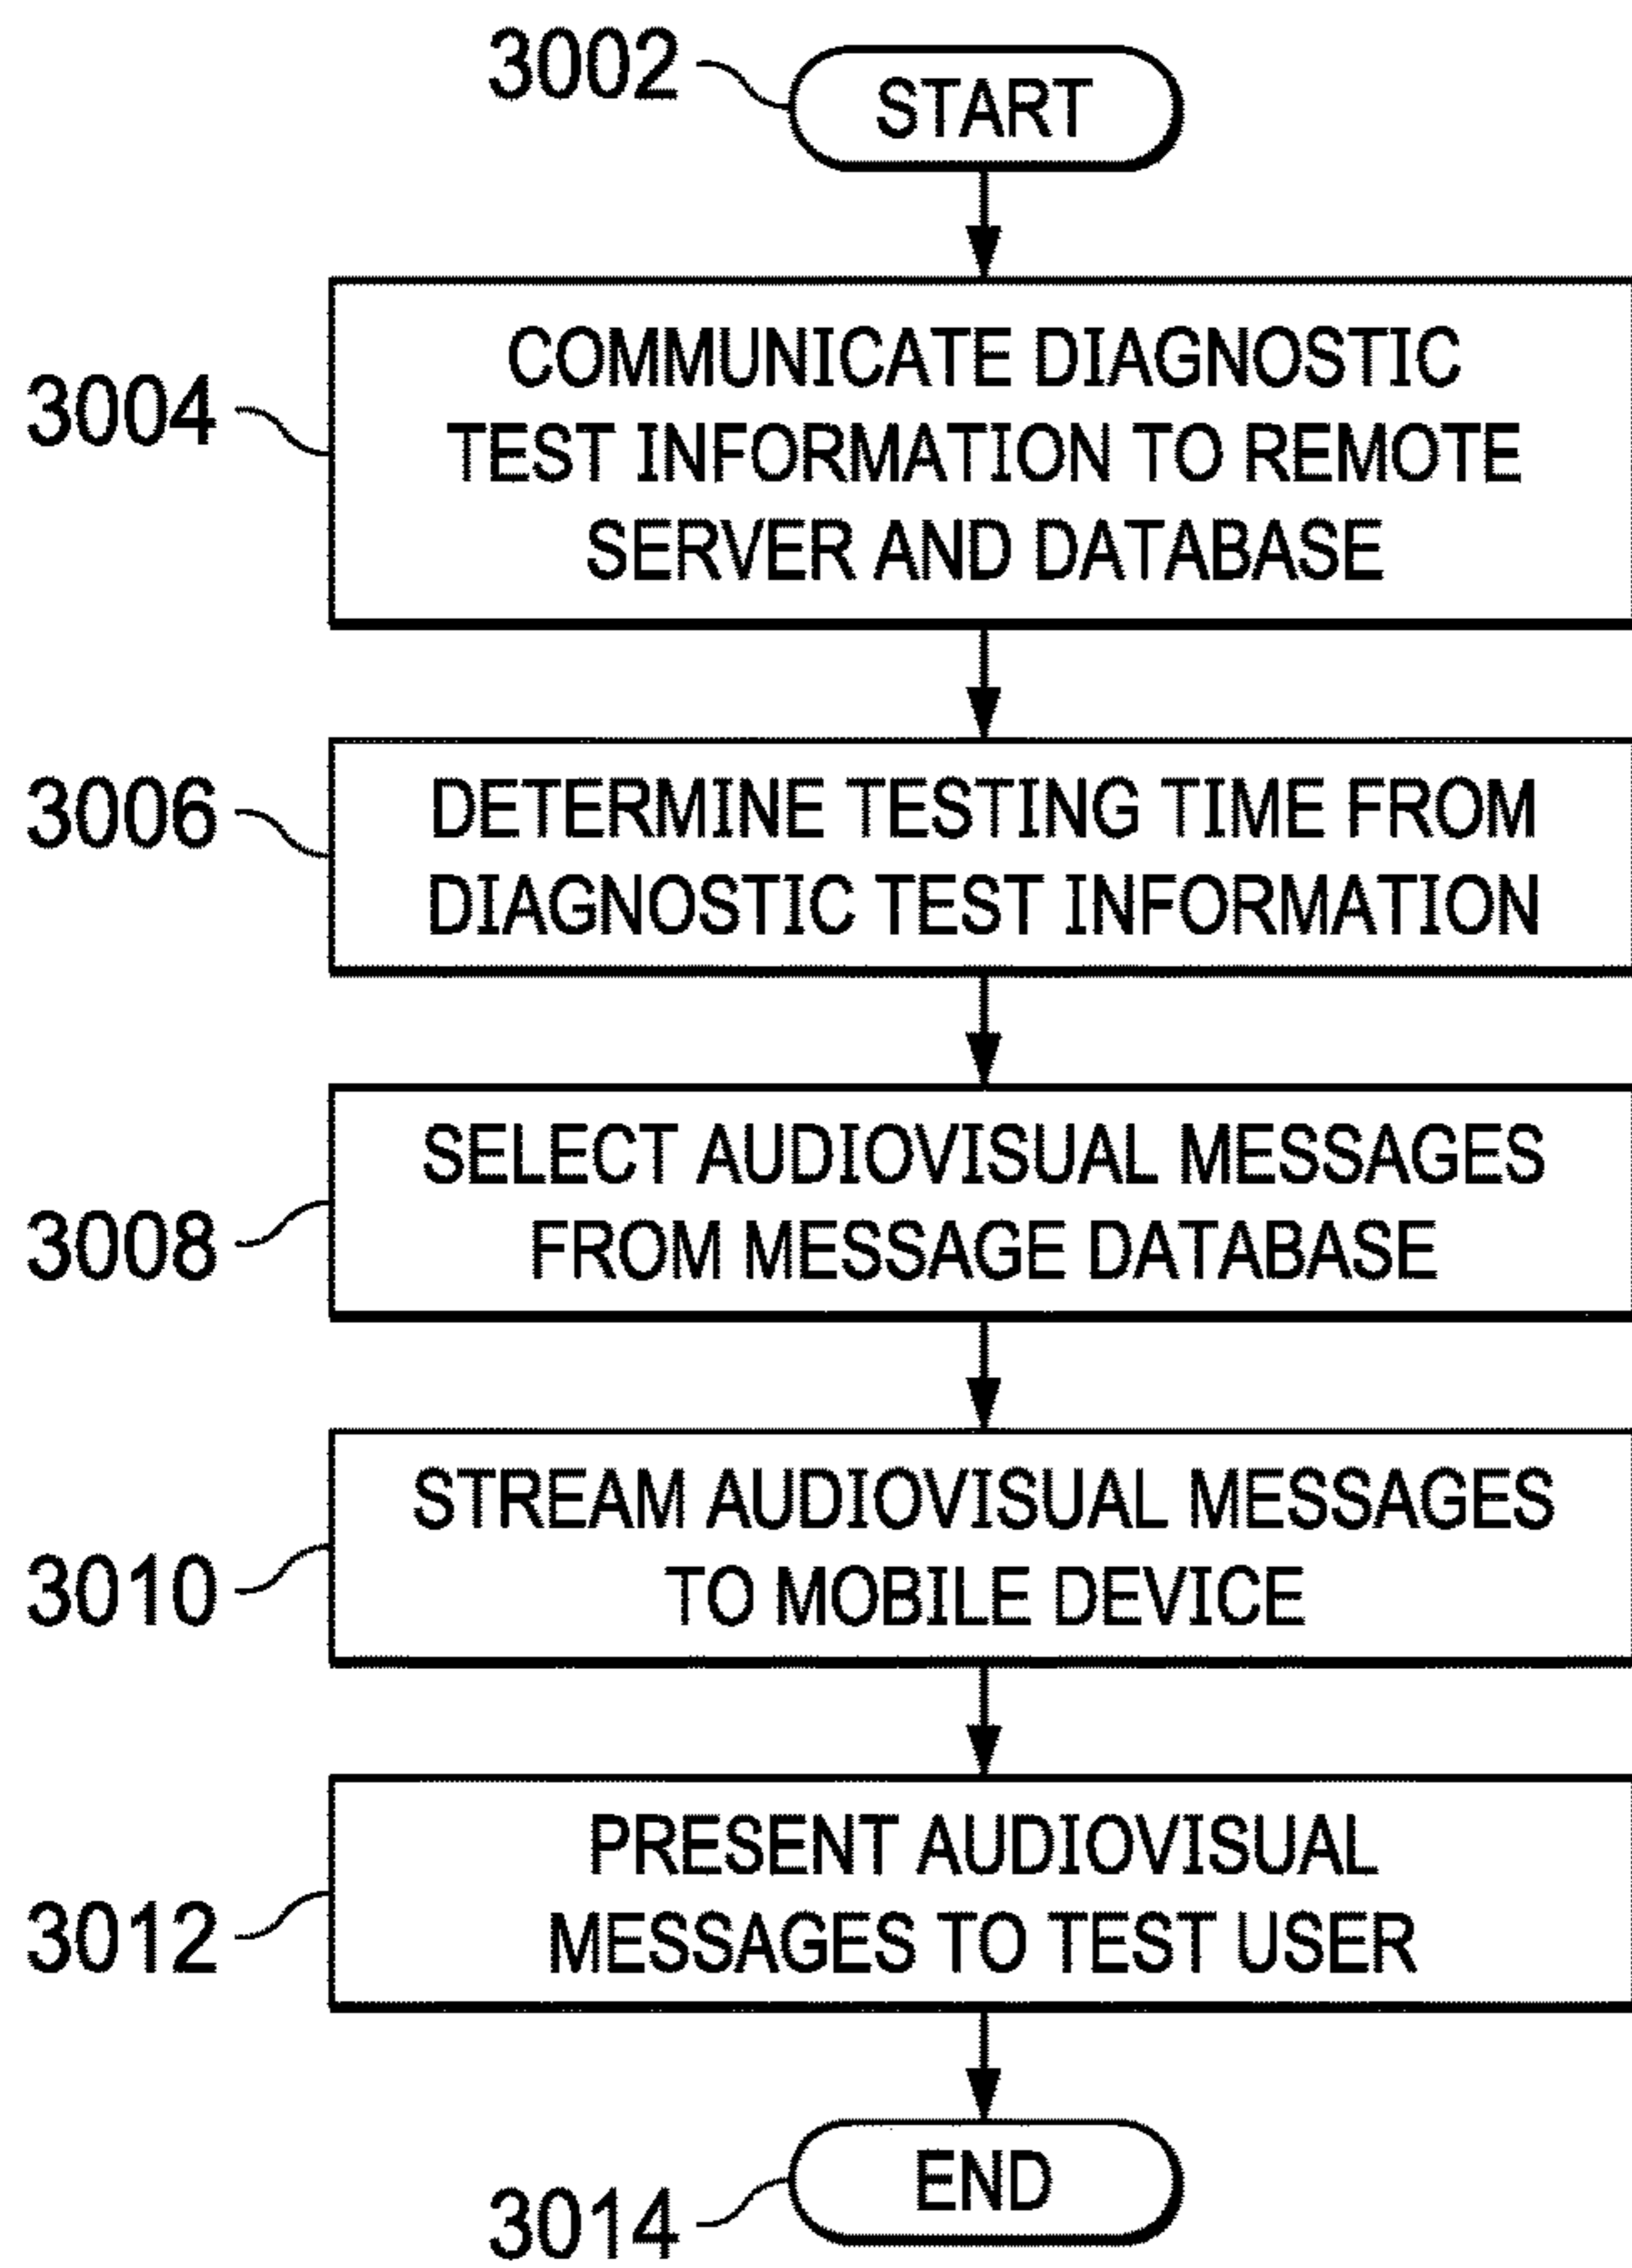 3002
START
3004
COMMUNICATE DIAGNOSTIC
TEST INFORMATION TO REMOTE
SERVER AND DATABASE
3006
DETERMINE TESTING TIME FROM
DIAGNOSTIC TEST INFORMATION
3008
SELECT AUDIOVISUAL MESSAGES
FROM MESSAGE DATABASE
3010
STREAM AUDIOVISUAL MESSAGES
TO MOBILE DEVICE
3012
PRESENT AUDIOVISUAL
MESSAGES TO TEST USER
3014
END